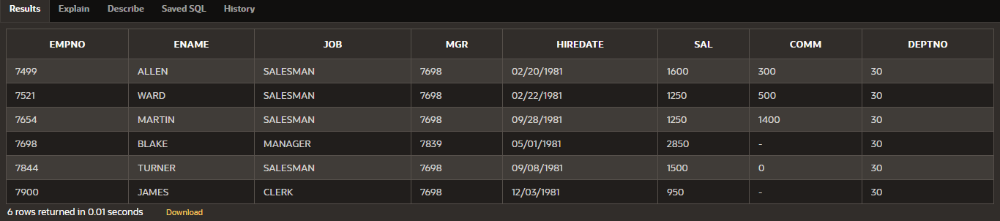 Results Explain Describe Saved SQL History
EMPNO ENAME JOB MGR HIREDATE SAL COMM DEPTNO
7499 ALLEN SALESMAN 7698 02/20/1981 1600 300 30
7521 WARD SALESMAN 7698 02/22/1981 1250 500 30
7654 MARTIN SALESMAN 7698 09/28/1981 1250 1400 30
7698 BLAKE MANAGER 7839 05/01/1981 2850 - 30
7844 TURNER SALESMAN 7698 09/08/1981 1500 0 30
7900 JAMES CLERK 7698 12/03/1981 950 - 30
6 rows returned in 0.01 seconds Download